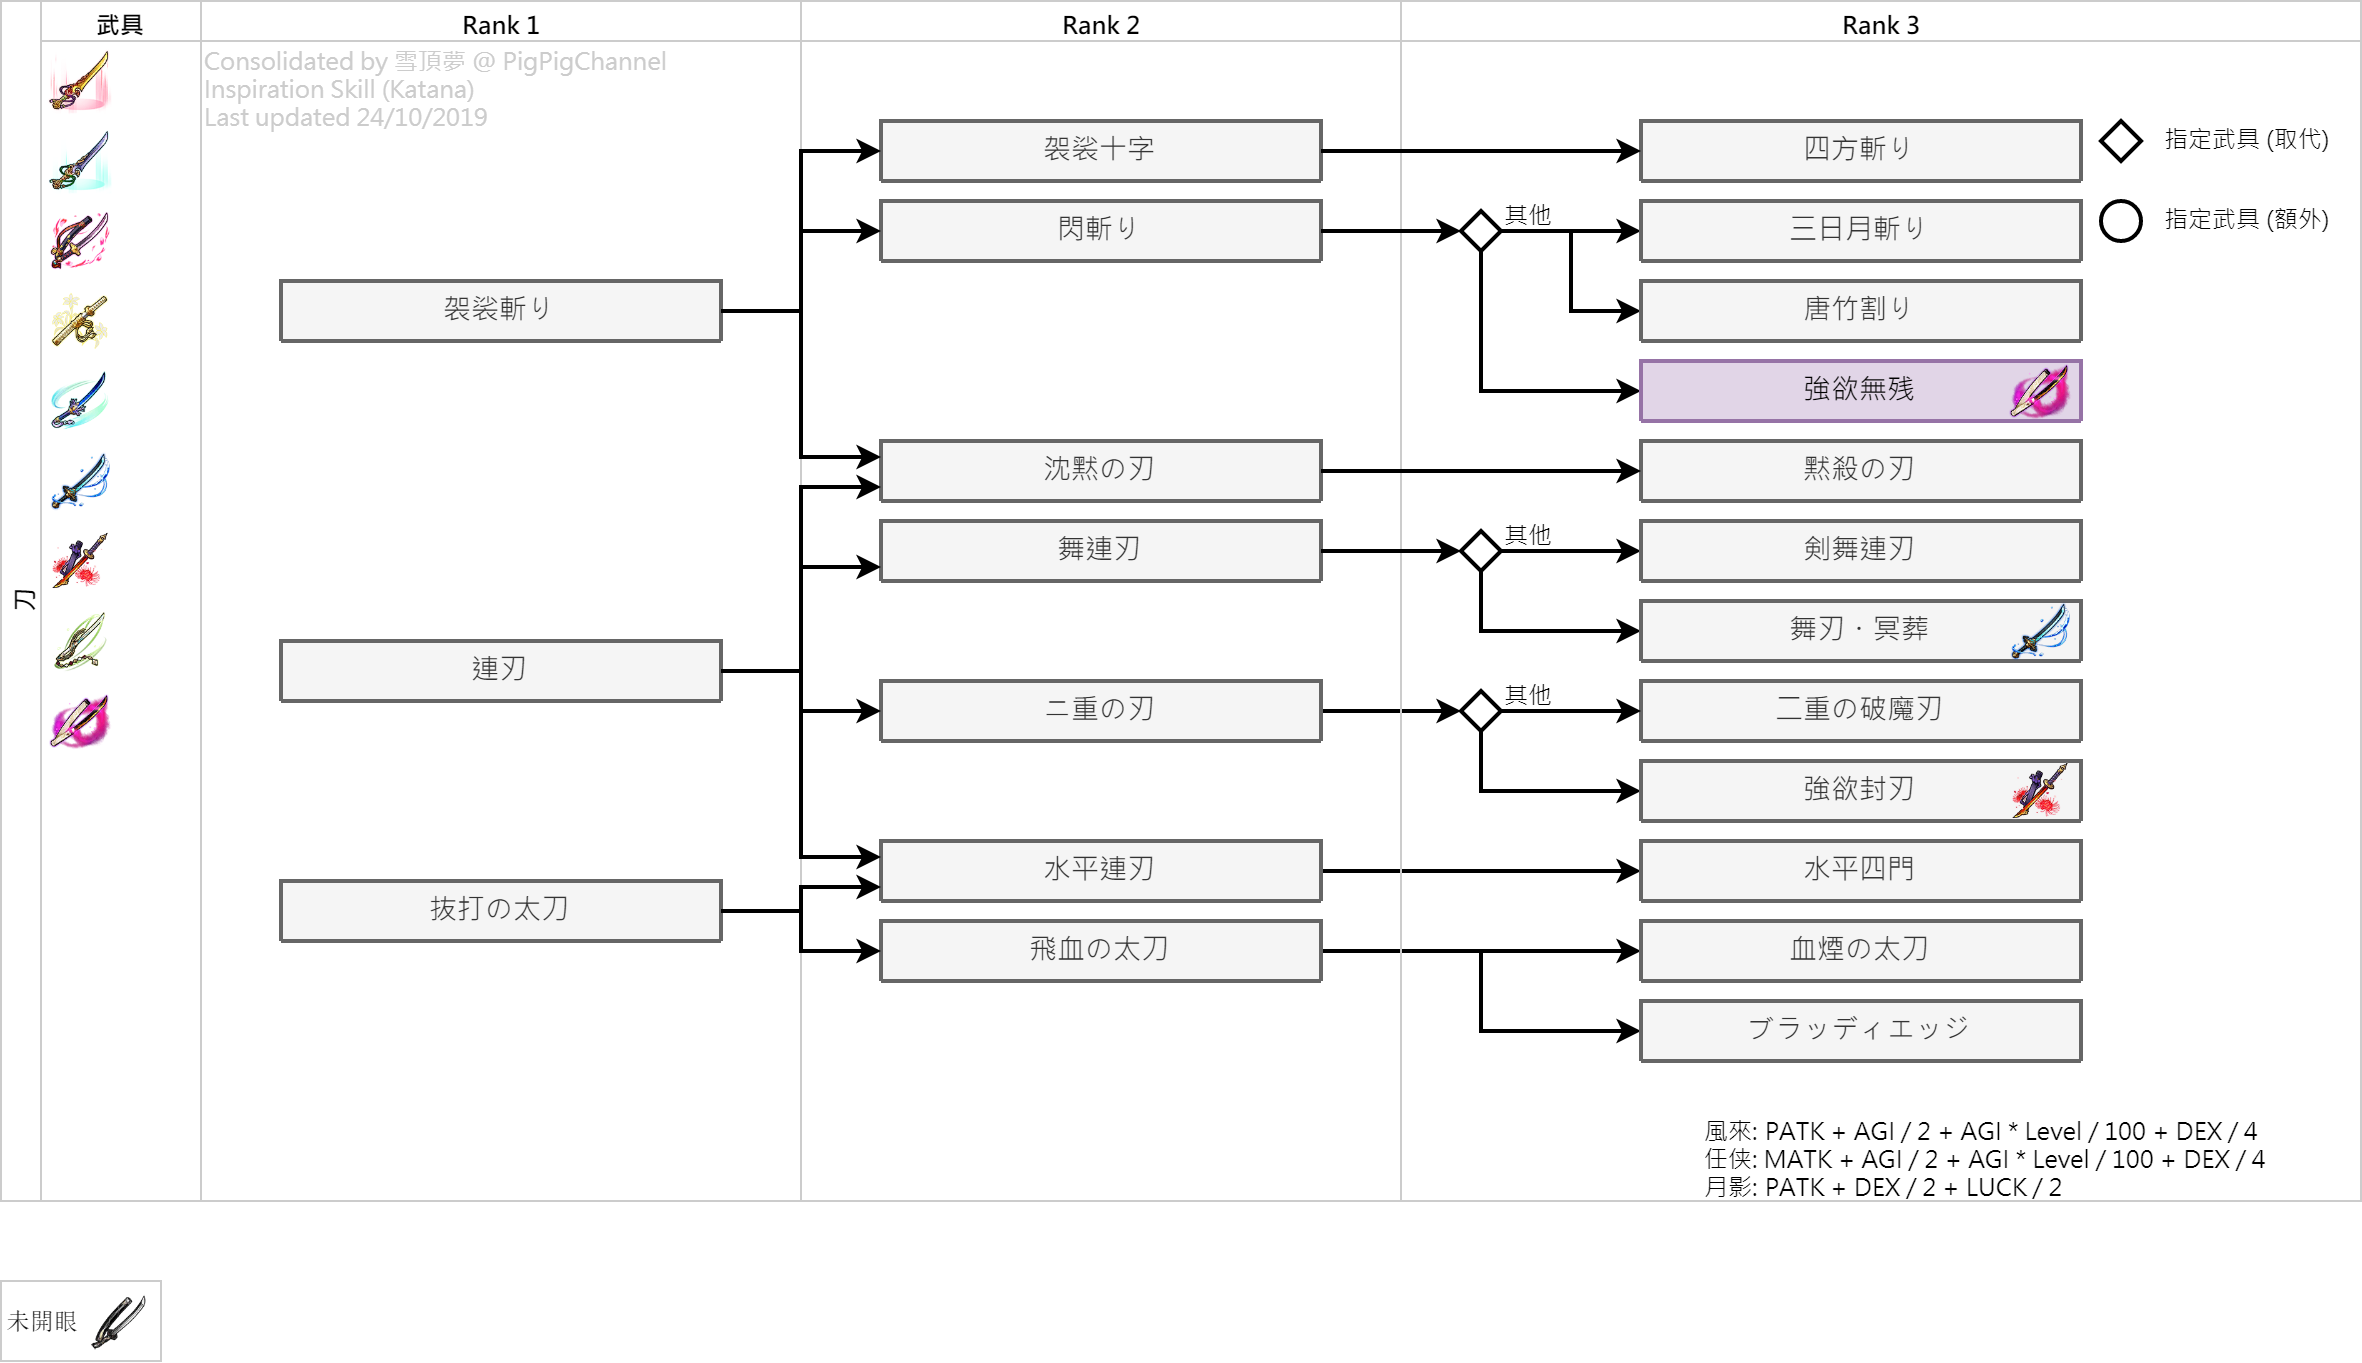 武具
Rank 1
Rank 2
Rank 3
Consolidated by 雪頂夢 @ PigPigChannel
Inspiration Skill (Katana)
Last updated 24/10/2019
刀
袈裟斬り
連刃
抜打の太刀
袈裟十字
閃斬り
沈黙の刃
舞連刃
ニ重の刃
水平連刃
飛血の太刀
其他
其他
其他
四方斬り
三日月斬り
唐竹割り
強欲無残
黙殺の刃
剣舞連刃
舞刃・冥葬
二重の破魔刃
強欲封刃
水平四門
血煙の太刀
ブラッディエッジ
指定武具 (取代)
指定武具 (額外)
風來: PATK + AGI / 2 + AGI * Level / 100 + DEX / 4
任侠: MATK + AGI / 2 + AGI * Level / 100 + DEX / 4
月影: PATK + DEX / 2 + LUCK / 2
未開眼